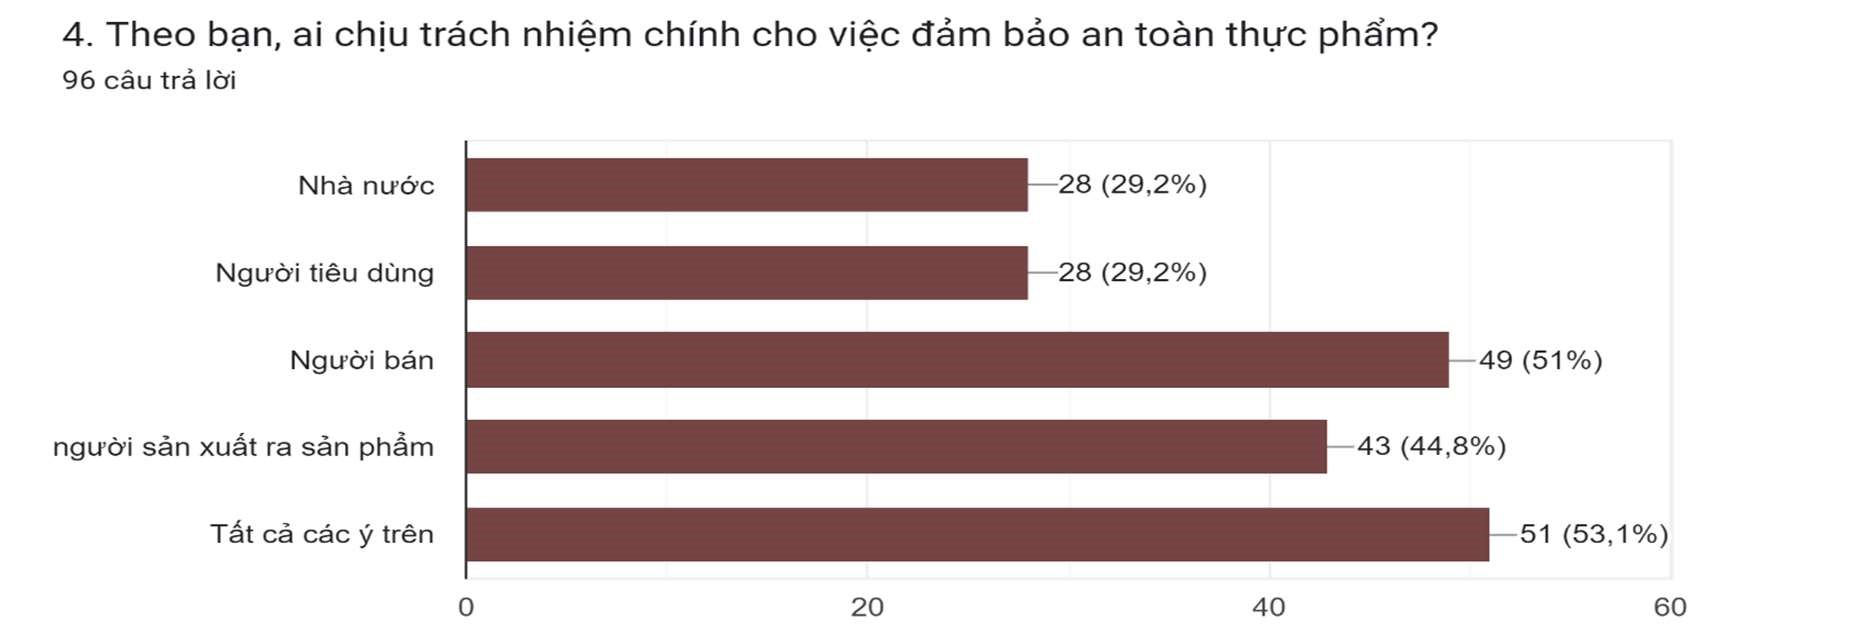 4. Theo bạn, ai chịu trách nhiệm chính cho việc đảm bảo an toàn thực phẩm?
96 câu trả lời
Nhà nước 28 (29,2%)
Người tiêu dùng 28 (29,2%)
Người bán 49 (51%)
người sản xuất ra sản phẩm 43 (44,8%)
Tất cả các ý trên 51 (53,1%)
0 20 40 60